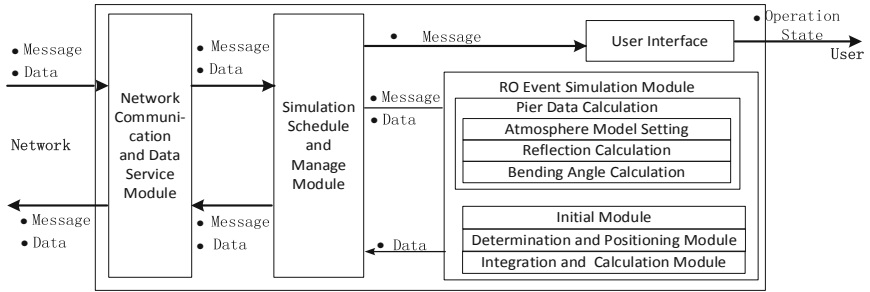 ● Message
● Data
Network
● Message
● Data
Network
Communi-
cation
and Data
Service
Module
● Message
● Data
● Message
● Data
Simulation
Schedule
and
Manage
Module
● Message
User Interface
● Operation
State
User
● Message
● Data
● Data
RO Event Simulation Module
Pier Data Calculation
Atmosphere Model Setting
Reflection Calculation
Bending Angle Calculation
Initial Module
Determination and Positioning Module
Integration and Calculation Module